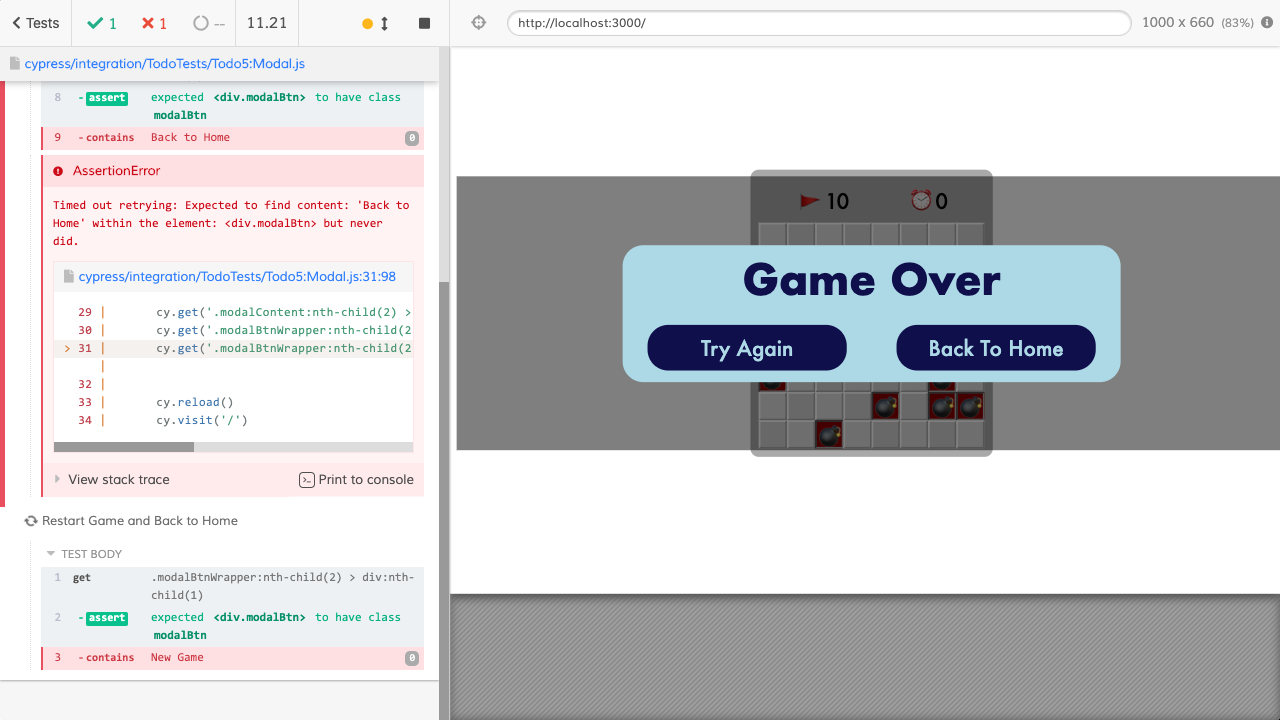 Tests
1
1
--
11.21
http://localhost:3000/
1000 x 660 (83%)
cypress/integration/TodoTests/Todo5:Modal.js
8 - assert expected <div.modalBtn> to have class
modalBtn
9 - contains Back to Home 0
AssertionError
Timed out retrying: Expected to find content: 'Back to
Home' within the element: <div.modalBtn> but never
did.
cypress/integration/TodoTests/Todo5:Modal.js:31:98
29 | cy.get('.modalContent:nth-child(2) >
30 | cy.get('.modalBtnWrapper:nth-child(2
> 31 | cy.get('.modalBtnWrapper:nth-child(2
|
32 |
33 | cy.reload()
34 | cy.visit('/')
View stack trace
Print to console
Restart Game and Back to Home
TEST BODY
1 get .modalBtnWrapper:nth-child(2) > div:nth-
child(1)
2 - assert expected <div.modalBtn> to have class
modalBtn
3 - contains New Game 0
10
0
Game Over
Try Again
Back To Home